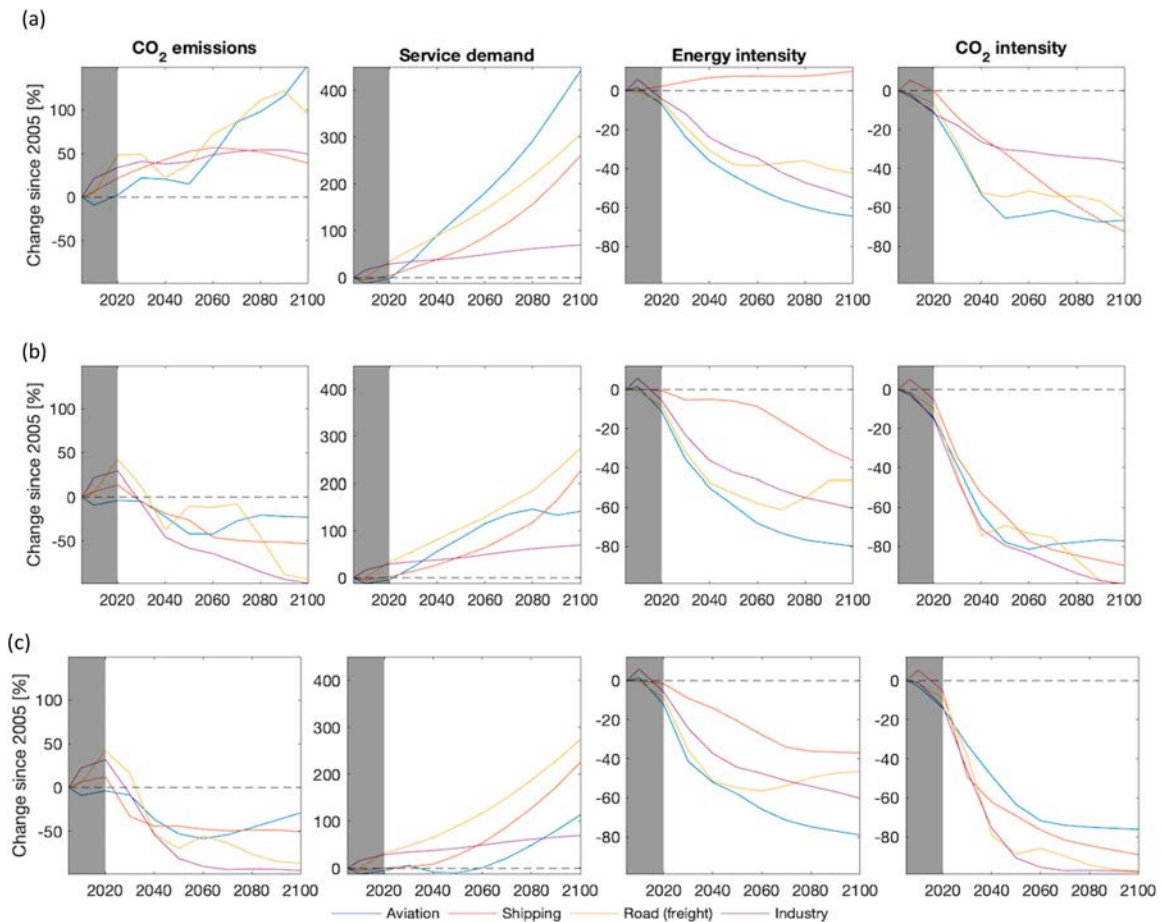 (a)
CO2 emissions Service demand Energy intensity CO2 intensity
Change since 2005 [%]
100 50 0 -50
400 300 200 100 0
0 -20 -40 -60 -80
0 -20 -40 -60 -80
2020 2040 2060 2080 2100 2020 2040 2060 2080 2100 2020 2040 2060 2080 2100 2020 2040 2060 2080 2100
(b)
Change since 2005 [%]
100 50 0 -50
400 300 200 100 0
0 -20 -40 -60 -80
0 -20 -40 -60 -80
2020 2040 2060 2080 2100 2020 2040 2060 2080 2100 2020 2040 2060 2080 2100 2020 2040 2060 2080 2100
(c)
Change since 2005 [%]
100 50 0 -50
400 300 200 100 0
0 -20 -40 -60 -80
0 -20 -40 -60 -80
2020 2040 2060 2080 2100 2020 2040 2060 2080 2100 2020 2040 2060 2080 2100 2020 2040 2060 2080 2100
Aviation Shipping Road (freight) Industry